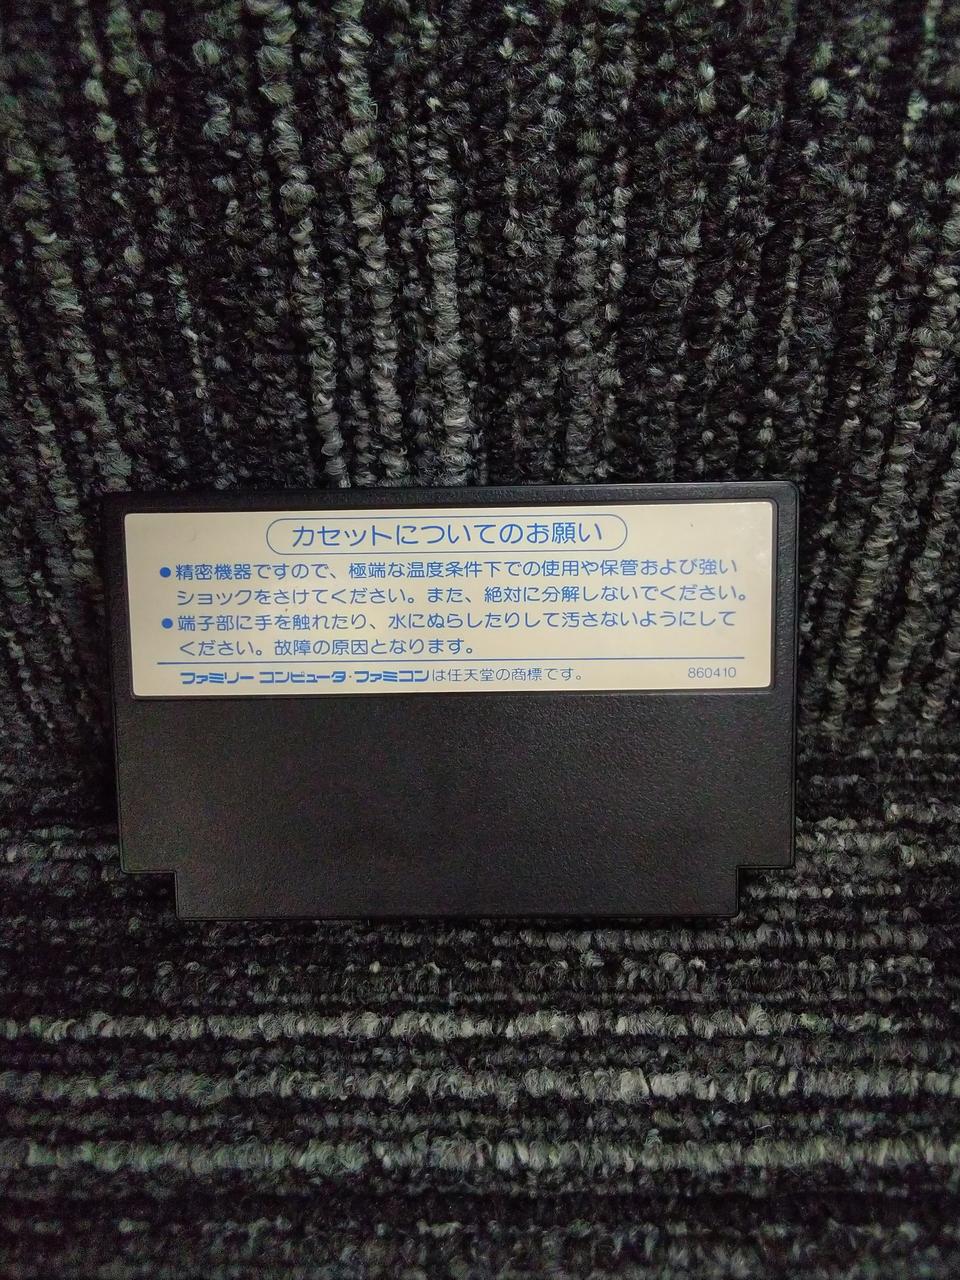 カセットについてのお願い
●精密機器ですので、極端な温度条件下での使用や保管および強い
ショックをさけてください。また、絶対に分解しないでください。
●端子部に手を触れたり、水にぬらしたりして汚さないようにして
ください。故障の原因となります。
ファミリー コンピュータ・ファミコンは任天堂の商標です。 860410